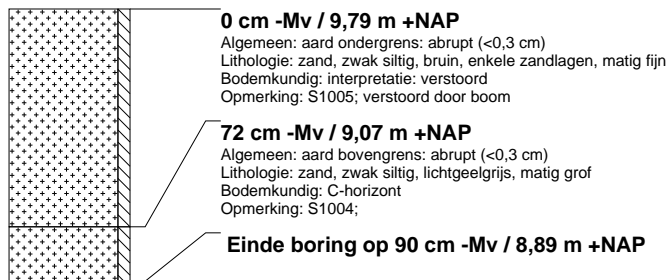 0 cm -Mv / 9,79 m +NAP
Algemeen: aard ondergrens: abrupt (<0,3 cm)
Lithologie: zand, zwak siltig, bruin, enkele zandlagen, matig fijn
Bodemkundig: interpretatie: verstoord
Opmerking: S1005; verstoord door boom
72 cm -Mv / 9,07 m +NAP
Algemeen: aard bovengrens: abrupt (<0,3 cm)
Lithologie: zand, zwak siltig, lichtgeelgrijs, matig grof
Bodemkundig: C-horizont
Opmerking: S1004;
Einde boring op 90 cm -Mv / 8,89 m +NAP